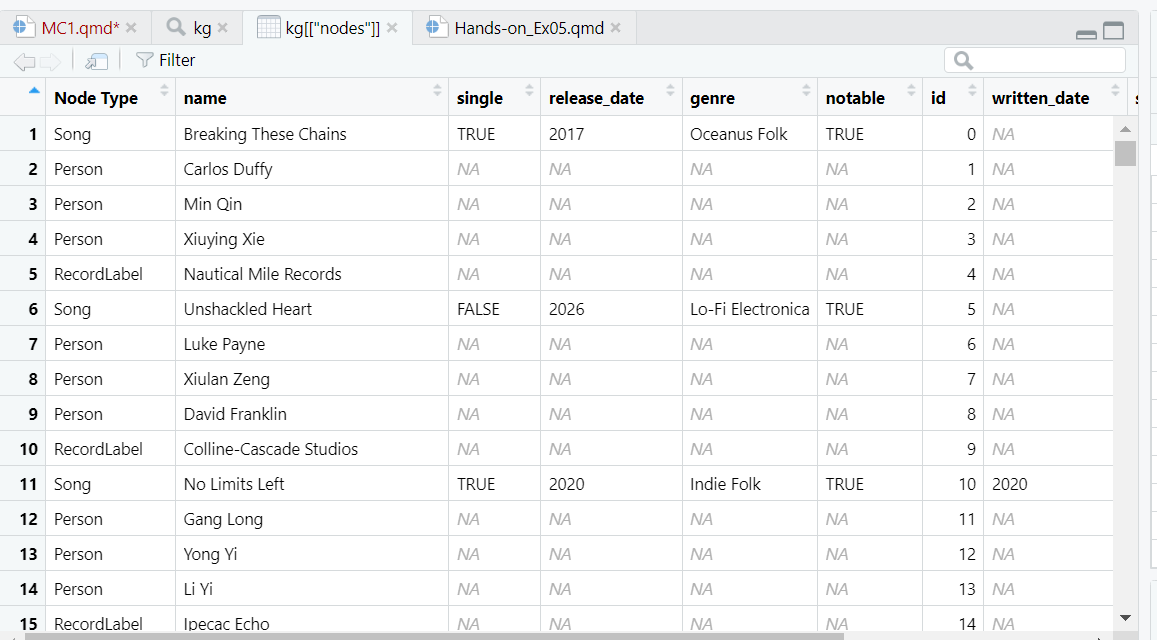 MC1.qmd* kg kg[["nodes"]] Hands-on_Ex05.qmd
Filter
Node Type name single release_date genre notable id written_date
1 Song Breaking These Chains TRUE 2017 Oceanus Folk TRUE 0 NA
2 Person Carlos Duffy NA NA NA NA 1 NA
3 Person Min Qin NA NA NA NA 2 NA
4 Person Xiuying Xie NA NA NA NA 3 NA
5 RecordLabel Nautical Mile Records NA NA NA NA 4 NA
6 Song Unshackled Heart FALSE 2026 Lo-Fi Electronica TRUE 5 NA
7 Person Luke Payne NA NA NA NA 6 NA
8 Person Xiulan Zeng NA NA NA NA 7 NA
9 Person David Franklin NA NA NA NA 8 NA
10 RecordLabel Colline-Cascade Studios NA NA NA NA 9 NA
11 Song No Limits Left TRUE 2020 Indie Folk TRUE 10 2020
12 Person Gang Long NA NA NA NA 11 NA
13 Person Yong Yi NA NA NA NA 12 NA
14 Person Li Yi NA NA NA NA 13 NA
15 RecordLabel Ipecac Echo NA NA NA NA 14 NA